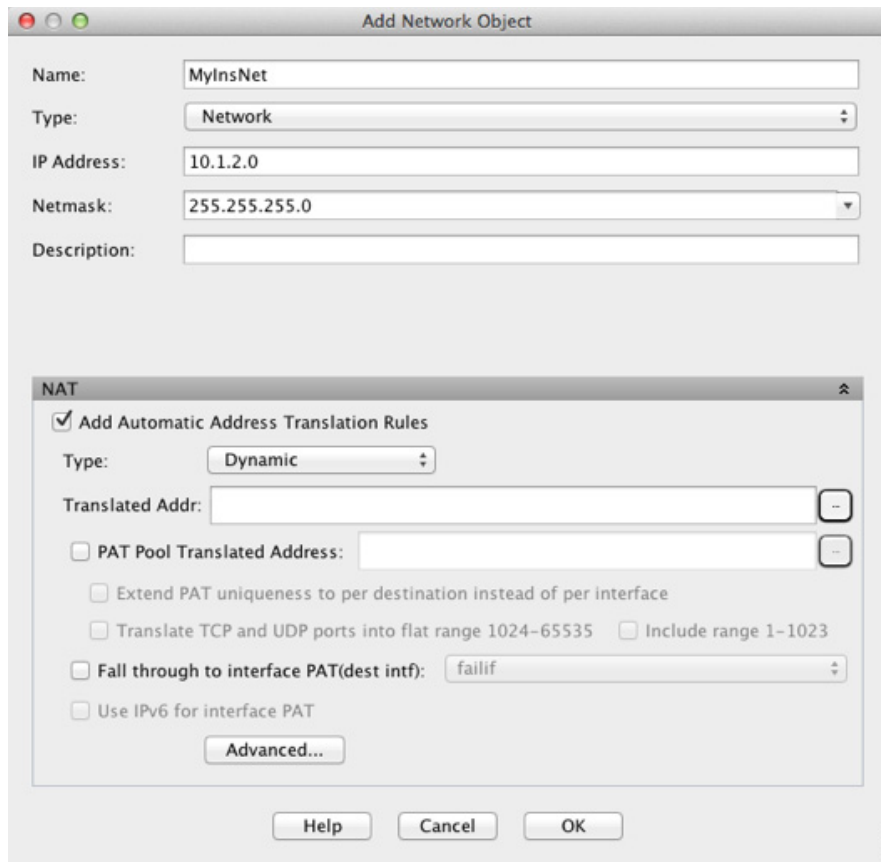 Add Network Object
Name: MyInsNet
Type: Network
IP Address: 10.1.2.0
Netmask: 255.255.255.0
Description:
NAT
Add Automatic Address Translation Rules
Type: Dynamic
Translated Addr: ...
PAT Pool Translated Address: ...
Extend PAT uniqueness to per destination instead of per interface
Translate TCP and UDP ports into flat range 1024-65535 Include range 1-1023
Fall through to interface PAT(dest intf): failif
Use IPv6 for interface PAT
Advanced...
Help Cancel OK